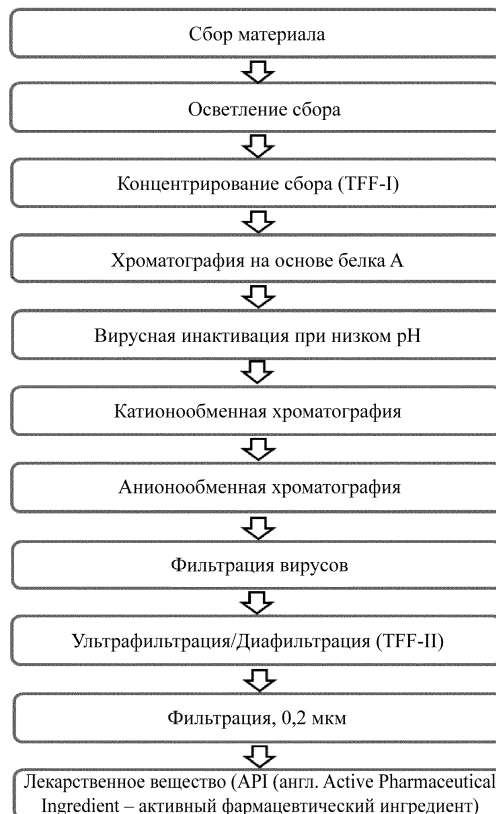 Сбор материала
Осветление сбора
Концентрирование сбора (TFF-I)
Хроматография на основе белка А
Вирусная инактивация при низком pH
Катионообменная хроматография
Анионообменная хроматография
Фильтрация вирусов
Ультрафильтрация/Диафильтрация (TFF-II)
Фильтрация, 0,2 мкм
Лекарственное вещество (API (англ. Active Pharmaceutical
Ingredient – активный фармацевтический ингредиент)